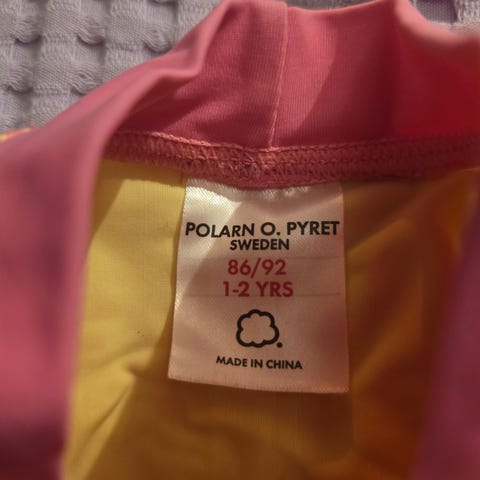 POLARN O. PYRET
SWEDEN
86/92
1-2 YRS
MADE IN CHINA